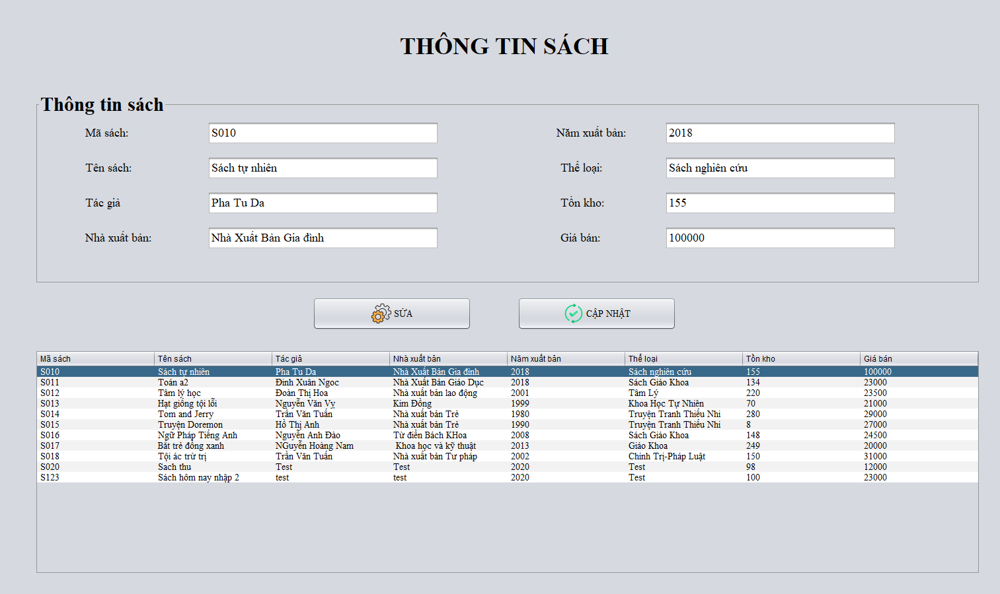 THÔNG TIN SÁCH
Thông tin sách
Mã sách: S010 Năm xuất bản: 2018
Tên sách: Sách tự nhiên Thể loại: Sách nghiên cứu
Tác giả Pha Tu Da Tồn kho: 155
Nhà xuất bản: Nhà Xuất Bản Gia đình Giá bán: 100000
SỬA CẬP NHẬT
Mã sách Tên sách Tác giả Nhà xuất bản Năm xuất bản Thể loại Tồn kho Giá bán
S010 Sách tự nhiên Pha Tu Da Nhà Xuất Bản Gia đình 2018 Sách nghiên cứu 155 100000
S011 Toán a2 Đinh Xuân Ngọc Nhà Xuất Bản Giáo Dục 2018 Sách Giáo Khoa 134 23000
S012 Tâm lý học Đoàn Thị Hoa Nhà xuất bản lao động 2001 Tâm Lý 220 23500
S013 Hạt giống tội lỗi Nguyễn Văn Vỵ Kim Đồng 1999 Khoa Học Tự Nhiên 70 21000
S014 Tom and Jerry Trần Văn Tuấn Nhà xuất bản Trẻ 1980 Truyện Tranh Thiếu Nhi 280 29000
S015 Truyện Doremon Hồ Thị Anh Nhà xuất bản Trẻ 1990 Truyện Tranh Thiếu Nhi 8 27000
S016 Ngữ Pháp Tiếng Anh Nguyễn Anh Đào Từ điển Bách KHoa 2008 Sách Giáo Khoa 148 24500
S017 Bắt trẻ đồng xanh NGuyễn Hoàng Nam Khoa học và kỹ thuật 2013 Giáo Khoa 249 20000
S018 Tội ác trừ trị Trần Văn Tuấn Nhà xuất bản Tư pháp 2002 Chinh Trị-Pháp Luật 150 31000
S020 Sach thu Test Test 2020 Test 98 12000
S123 Sách hôm nay nhập 2 test test 2020 Test 100 23000